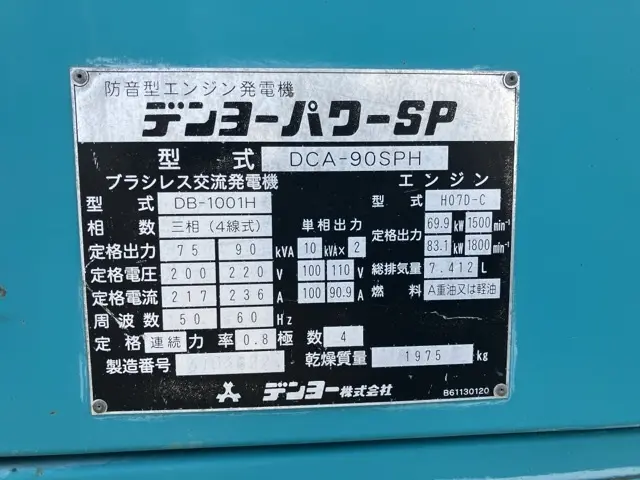 防音型エンジン発電機
デンヨーパワーSP
型式 DCA-90SPH
ブラシレス交流発電機 エンジン
型式 DB-1001H 型式 H07D-C
相数 三相(4線式) 単相出力 69.9 kW 1500 min⁻¹
定格出力 75 90 kVA 10 kVA×2 定格出力 83.1 kW 1800 min⁻¹
定格電圧 200 220 V 100 110 V 総排気量 7.412 L
定格電流 217 236 A 100 90.9 A 燃料 A重油又は軽油
周波数 50 60 Hz
定格 連続 力率 0.8 極数 4
製造番号 乾燥質量 1975 kg
デンヨー株式会社
B61130120